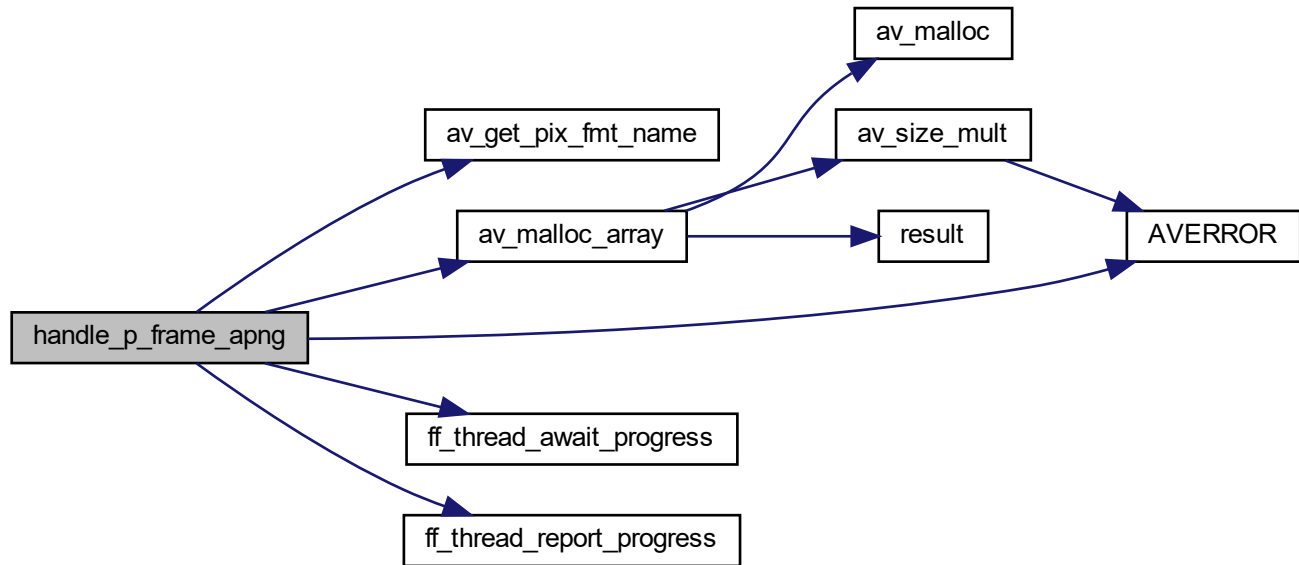 av_malloc
av_get_pix_fmt_name
av_size_mult
av_malloc_array
result
AVERROR
handle_p_frame_apng
ff_thread_await_progress
ff_thread_report_progress